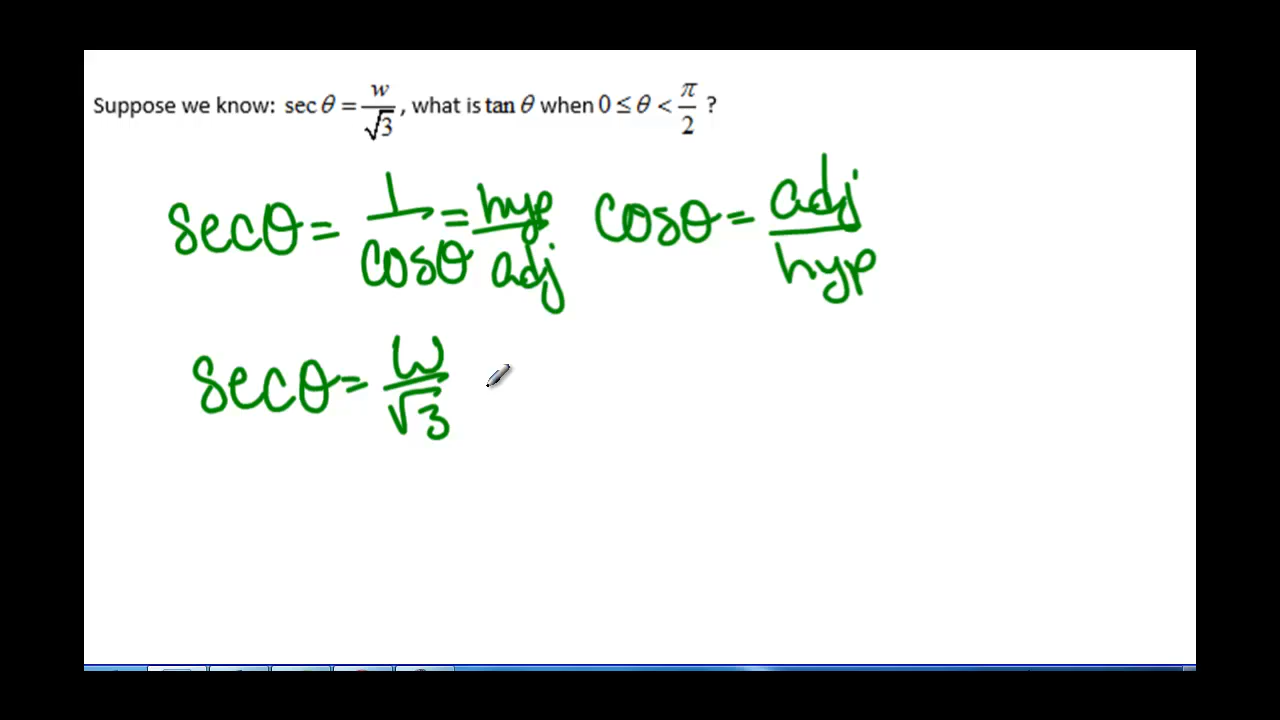 Suppose we know: sec θ = w/√3, what is tan θ when 0 ≤ θ < π/2 ?
secθ = 1/cosθ = hyp/adj cosθ = adj/hyp
secθ = w/√3